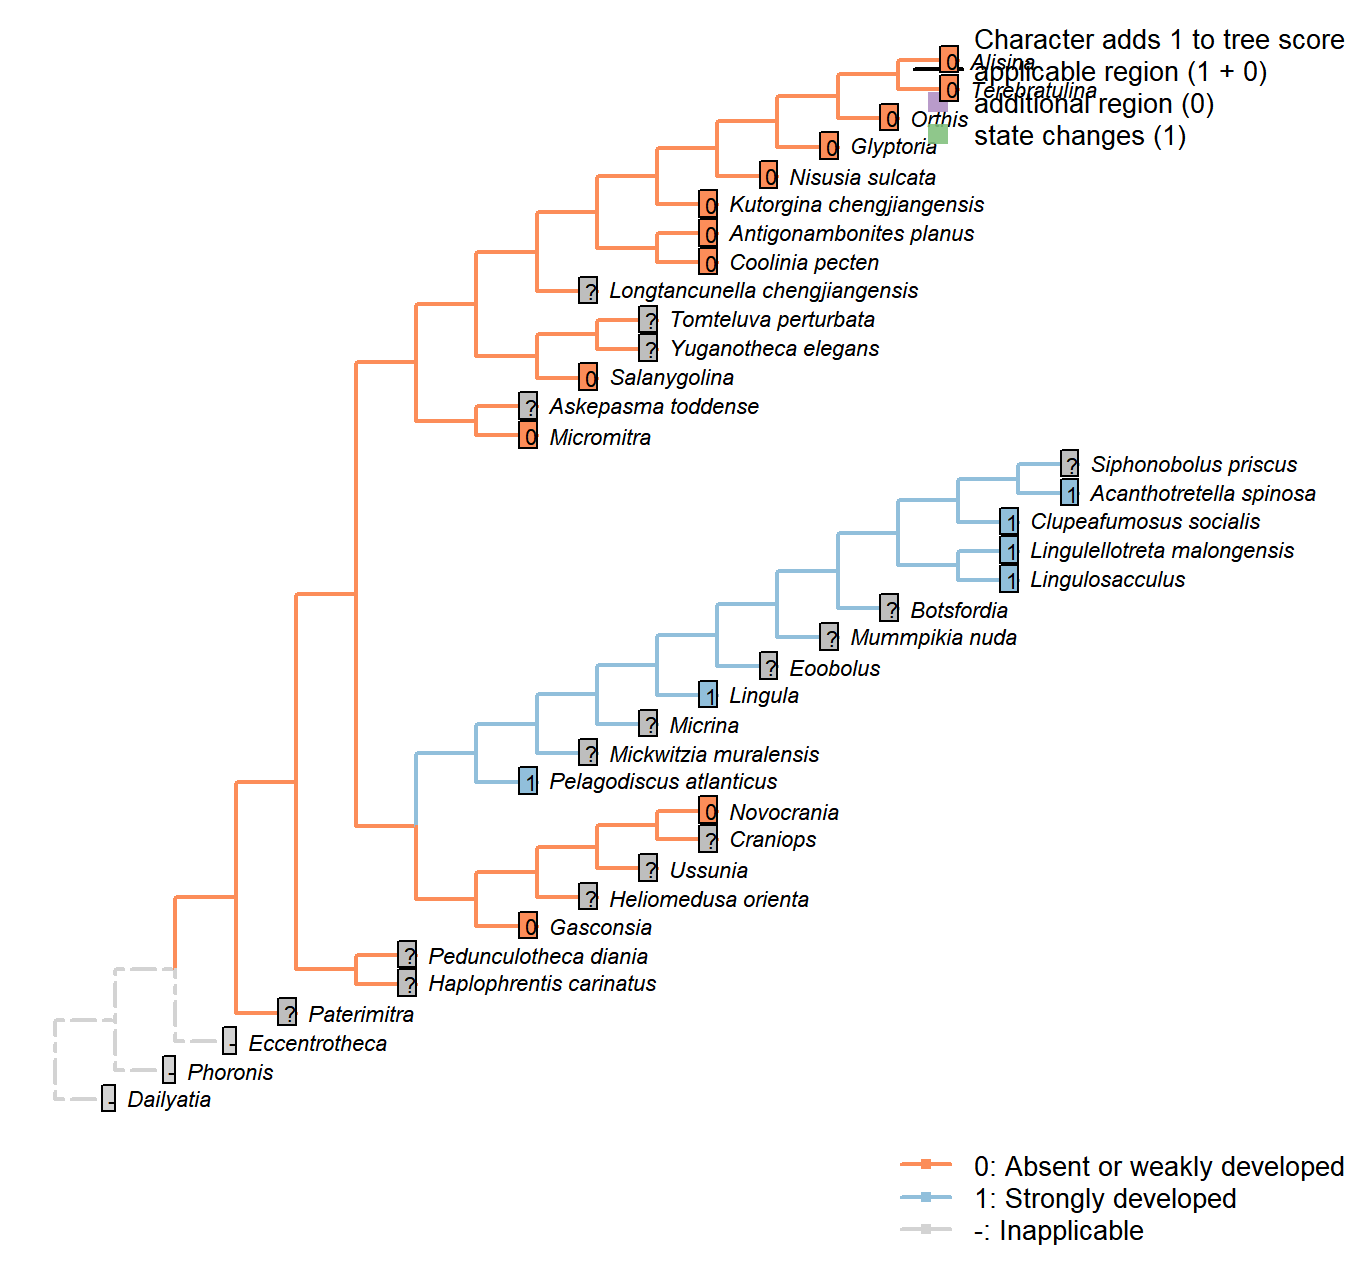 Character adds 1 to tree score
0 Alisina
applicable region (1 + 0)
0 Terebratulina
additional region (0)
0 Orthis
state changes (1)
0 Glyptoria
0 Nisusia sulcata
0 Kutorgina chengjiangensis
0 Antigonambonites planus
0 Coolinia pecten
? Longtancunella chengjiangensis
? Tomteluva perturbata
? Yuganotheca elegans
0 Salanygolina
? Askepasma toddense
0 Micromitra
? Siphonobolus priscus
1 Acanthotretella spinosa
1 Clupeafumosus socialis
1 Lingulellotreta malongensis
1 Lingulosacculus
? Botsfordia
? Mummpikia nuda
? Eoobolus
1 Lingula
? Micrina
? Mickwitzia muralensis
1 Pelagodiscus atlanticus
0 Novocrania
? Craniops
? Ussunia
? Heliomedusa orienta
0 Gasconsia
? Pedunculotheca diania
? Haplophrentis carinatus
? Paterimitra
- Eccentrotheca
- Phoronis
- Dailyatia
0: Absent or weakly developed
1: Strongly developed
-: Inapplicable